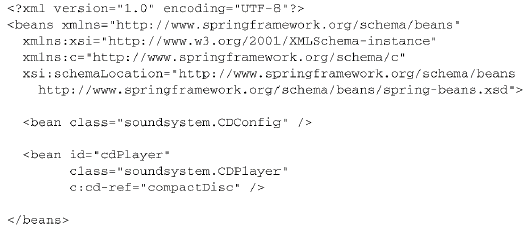 <?xml version="1.0" encoding="UTF-8"?>
<beans xmlns="http://www.springframework.org/schema/beans"
  xmlns:xsi="http://www.w3.org/2001/XMLSchema-instance"
  xmlns:c="http://www.springframework.org/schema/c"
  xsi:schemaLocation="http://www.springframework.org/schema/beans
    http://www.springframework.org/schema/beans/spring-beans.xsd">

  <bean class="soundsystem.CDConfig" />

  <bean id="cdPlayer"
        class="soundsystem.CDPlayer"
        c:cd-ref="compactDisc" />

</beans>